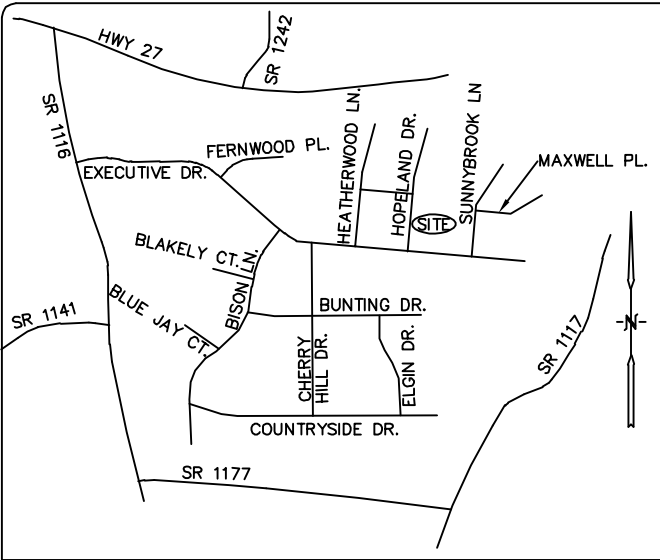 HWY 27
SR 1242
SR 1116
FERNWOOD PL.
EXECUTIVE DR.
HEATHERWOOD LN.
HOPELAND DR.
SUNNYBROOK LN
MAXWELL PL.
SITE
BLAKELY CT.
BISON LN.
BLUE JAY CT.
SR 1141
BUNTING DR.
CHERRY
HILL DR.
ELGIN DR.
SR 1117
-N-
COUNTRYSIDE DR.
SR 1177